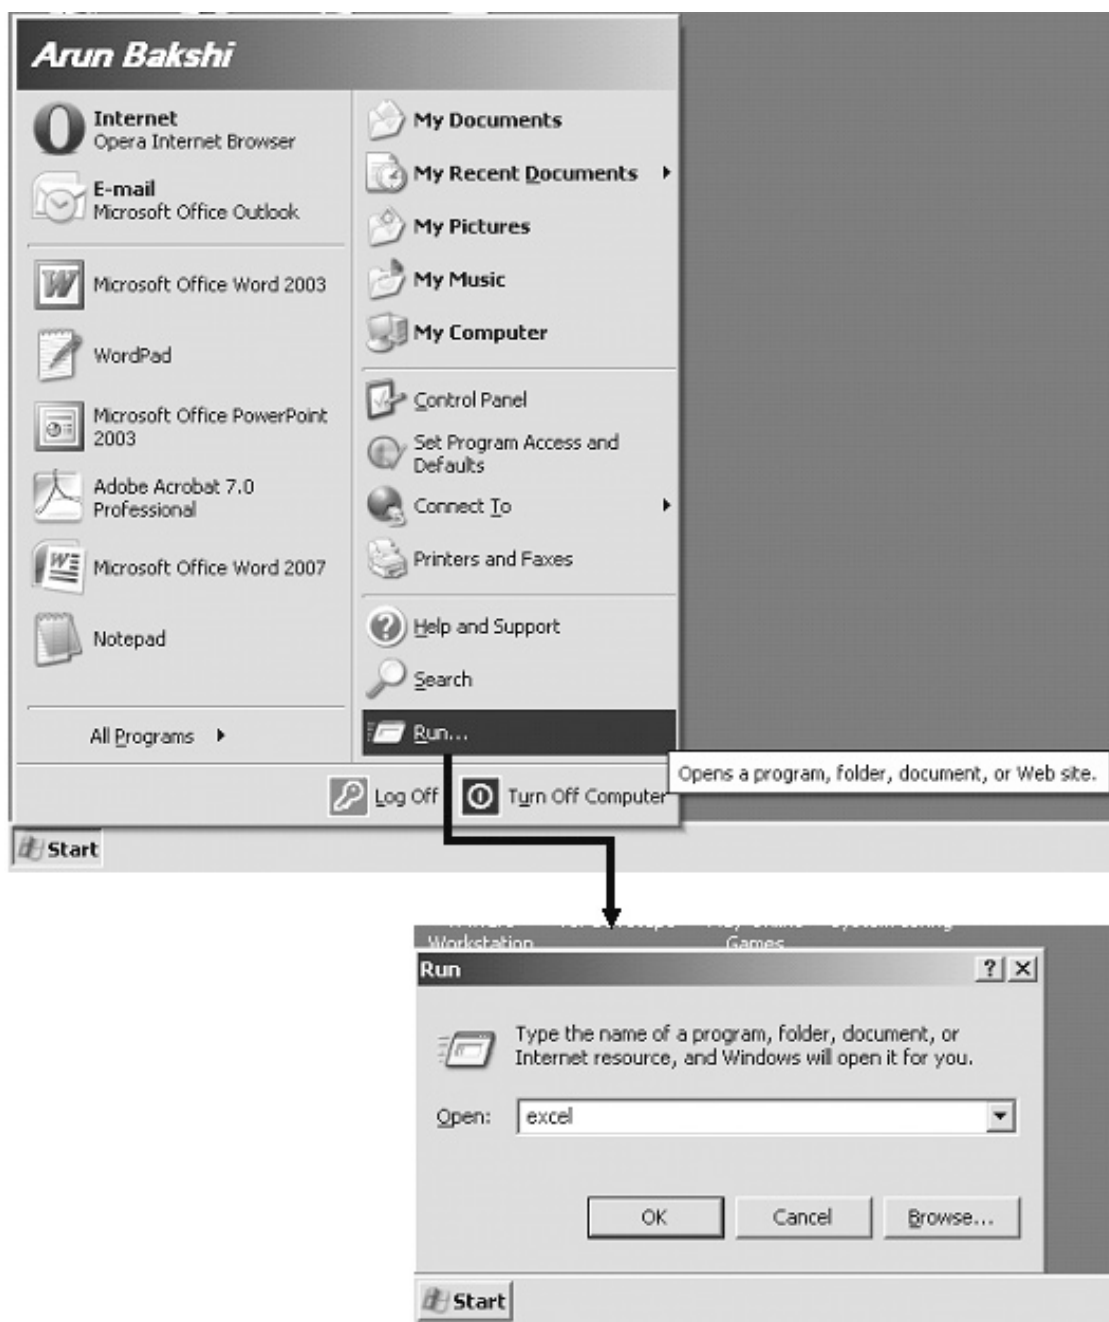 Arun Bakshi
Internet
Opera Internet Browser
E-mail
Microsoft Office Outlook
Microsoft Office Word 2003
WordPad
Microsoft Office PowerPoint
2003
Adobe Acrobat 7.0
Professional
Microsoft Office Word 2007
Notepad
All Programs
My Documents
My Recent Documents
My Pictures
My Music
My Computer
Control Panel
Set Program Access and
Defaults
Connect To
Printers and Faxes
Help and Support
Search
Run...
Opens a program, folder, document, or Web site.
Log Off
Turn Off Computer
Start
Workstation
Games
Run
Type the name of a program, folder, document, or
Internet resource, and Windows will open it for you.
Open:
excel
OK
Cancel
Browse...
Start